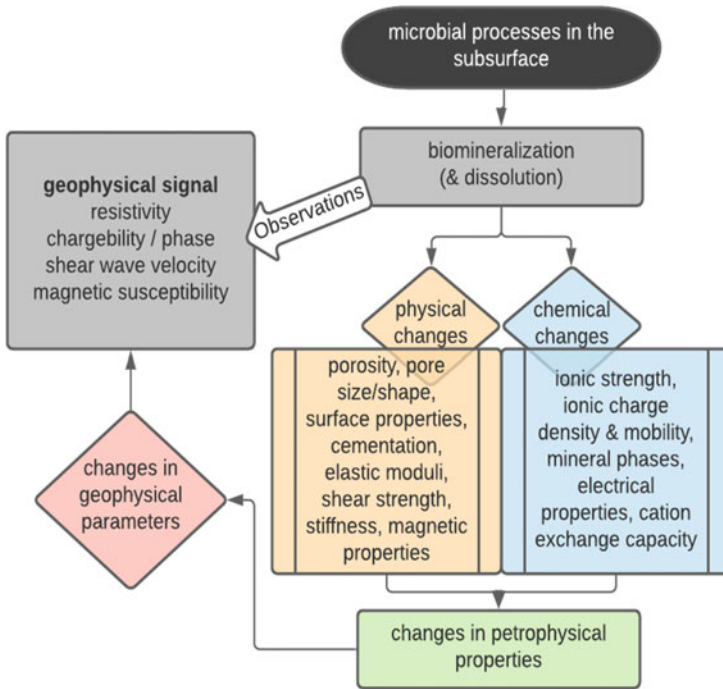 microbial processes in the
subsurface
biomineralization
(& dissolution)
geophysical signal
resistivity
chargebility / phase
shear wave velocity
magnetic susceptibility
Observations
physical
changes
chemical
changes
porosity, pore
size/shape,
surface properties,
cementation,
elastic moduli,
shear strength,
stiffness, magnetic
properties
ionic strength,
ionic charge
density & mobility,
mineral phases,
electrical
properties, cation
exchange capacity
changes in
geophysical
parameters
changes in petrophysical
properties